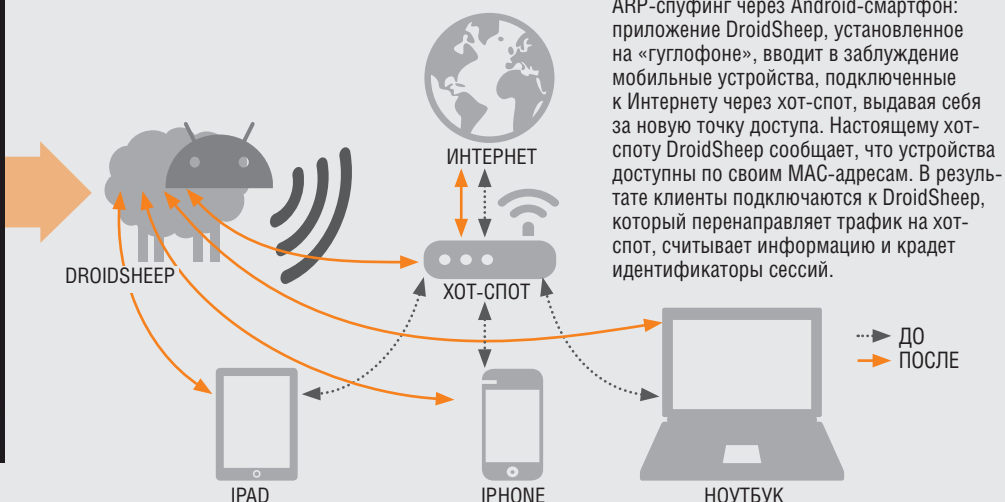 ARP-спуфинг через Android-смартфон:
приложение DroidSheep, установленное
на «гуглофоне», вводит в заблуждение
мобильные устройства, подключенные
к Интернету через хот-спот, выдавая себя
за новую точку доступа. Настоящему хот-
споту DroidSheep сообщает, что устройства
доступны по своим MAC-адресам. В резуль-
тате клиенты подключаются к DroidSheep,
который перенаправляет трафик на хот-
спот, считывает информацию и крадет
идентификаторы сессий.
ИНТЕРНЕТ
DROIDSHEEP
ХОТ-СПОТ
ДО
ПОСЛЕ
IPAD
IPHONE
НОУТБУК